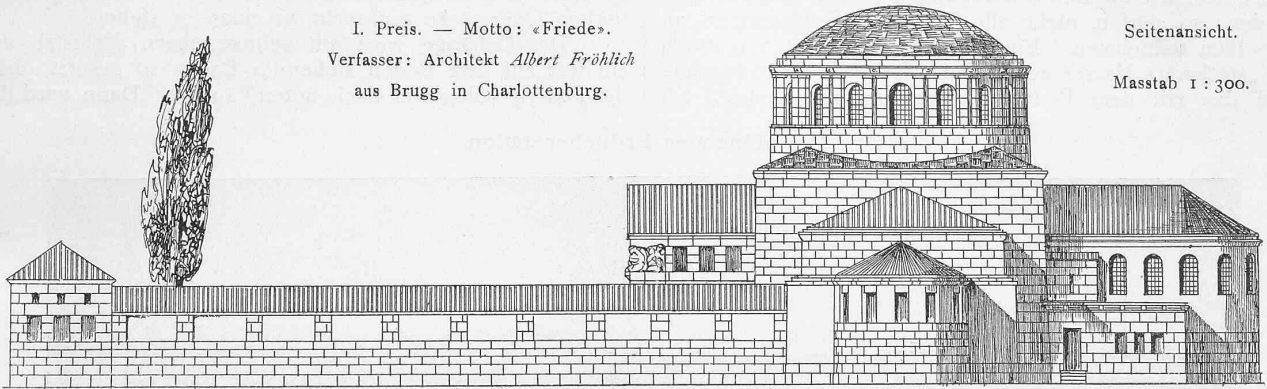 I. Preis. — Motto: «Friede».
Verfasser: Architekt Albert Fröhlich
aus Brugg in Charlottenburg.
Seitenansicht.
Masstab 1 : 300.